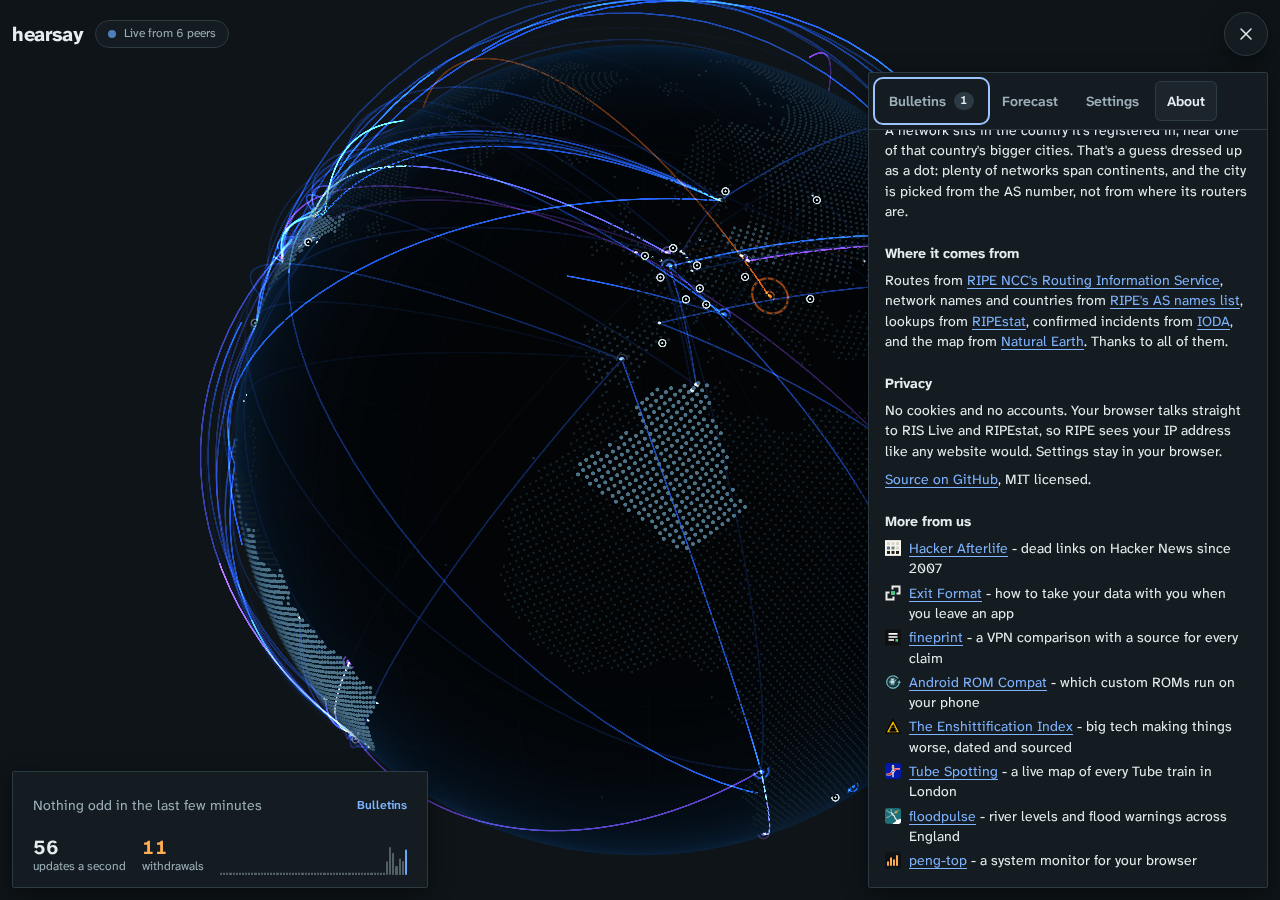 hearsay
Live from 6 peers
Bulletins 1
Forecast
Settings
About
A network sits in the country it's registered in, near one
of that country's bigger cities. That's a guess dressed up
as a dot: plenty of networks span continents, and the city
is picked from the AS number, not from where its routers
are.
Where it comes from
Routes from RIPE NCC's Routing Information Service,
network names and countries from RIPE's AS names list,
lookups from RIPEstat, confirmed incidents from IODA,
and the map from Natural Earth. Thanks to all of them.
Privacy
No cookies and no accounts. Your browser talks straight
to RIS Live and RIPEstat, so RIPE sees your IP address
like any website would. Settings stay in your browser.
Source on GitHub, MIT licensed.
More from us
Hacker Afterlife - dead links on Hacker News since
2007
Exit Format - how to take your data with you when
you leave an app
fineprint - a VPN comparison with a source for every
claim
Android ROM Compat - which custom ROMs run on
your phone
The Enshittification Index - big tech making things
worse, dated and sourced
Tube Spotting - a live map of every Tube train in
London
floodpulse - river levels and flood warnings across
England
peng-top - a system monitor for your browser
Nothing odd in the last few minutes
Bulletins
56
updates a second
11
withdrawals